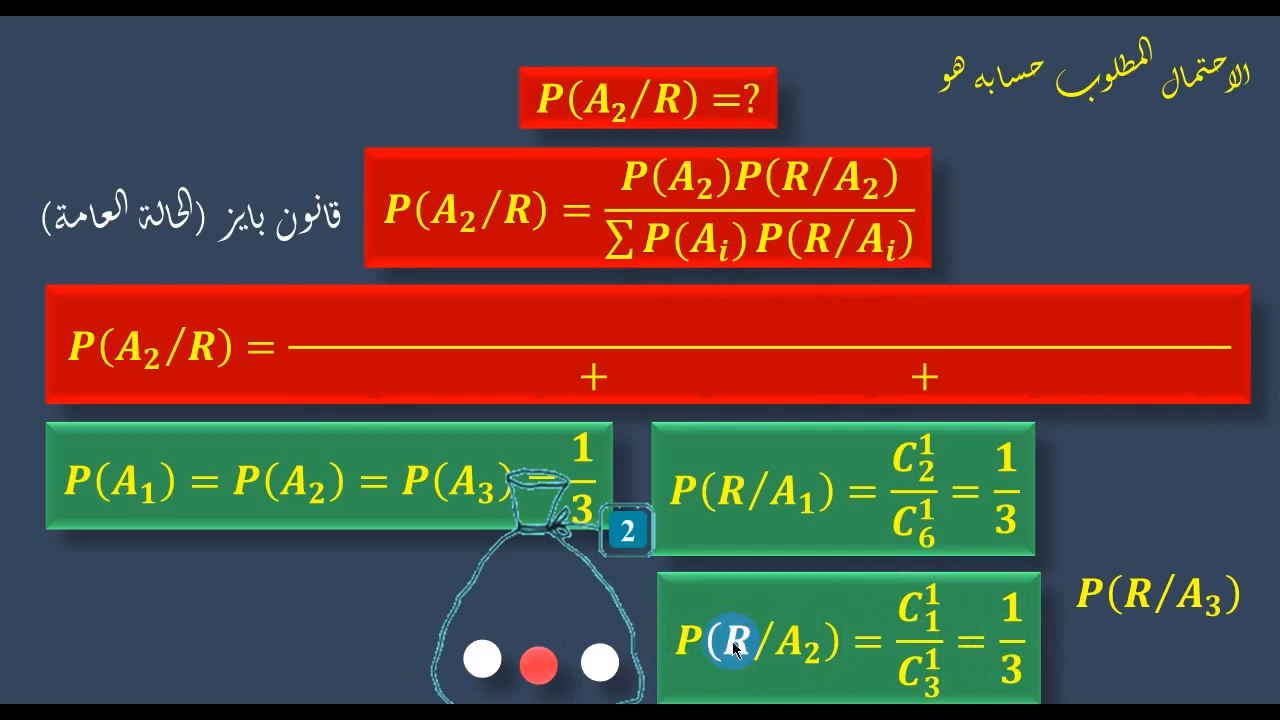 الاحتمال المطلوب حسابه هو
P(A₂/R) =?
P(A₂/R) = P(A₂)P(R/A₂) / ∑ P(Aᵢ) P(R/Aᵢ)
قانون بايز (الحالة العامة)
P(A₂/R) = + +
P(A₁) = P(A₂) = P(A₃) = 1/3
P(R/A₁) = C₂¹/C₆¹ = 1/3
2
P(R/A₂) = C₁¹/C₃¹ = 1/3
P(R/A₃)